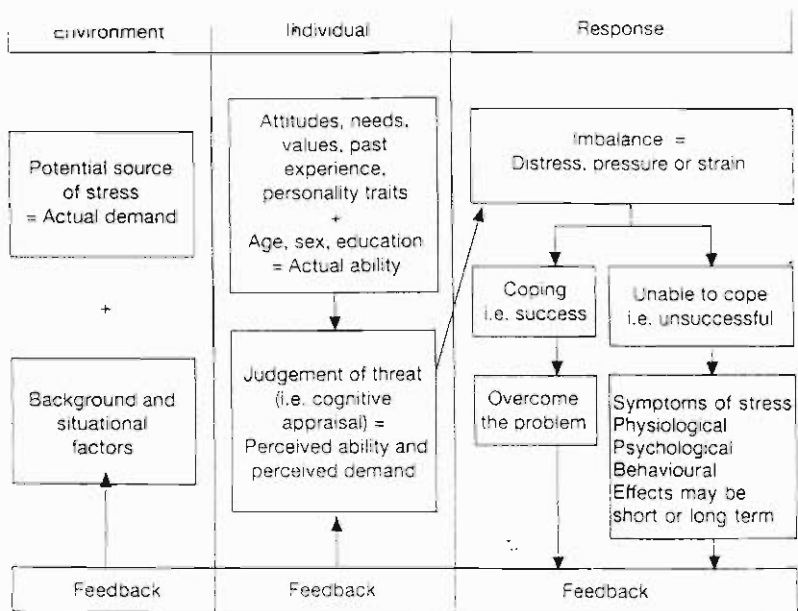 Environment
Individual
Response
Potential source
of stress
= Actual demand
+
Background and
situational
factors
Attitudes, needs,
values, past
experience,
personality traits
+
Age, sex, education
= Actual ability
Judgement of threat
(i.e. cognitive
appraisal) =
Perceived ability and
perceived demand
Imbalance =
Distress, pressure or strain
Coping
i.e. success
Unable to cope
i.e. unsuccessful
Overcome
the problem
Symptoms of stress
Physiological
Psychological
Behavioural
Effects may be
short or long term
Feedback
Feedback
Feedback